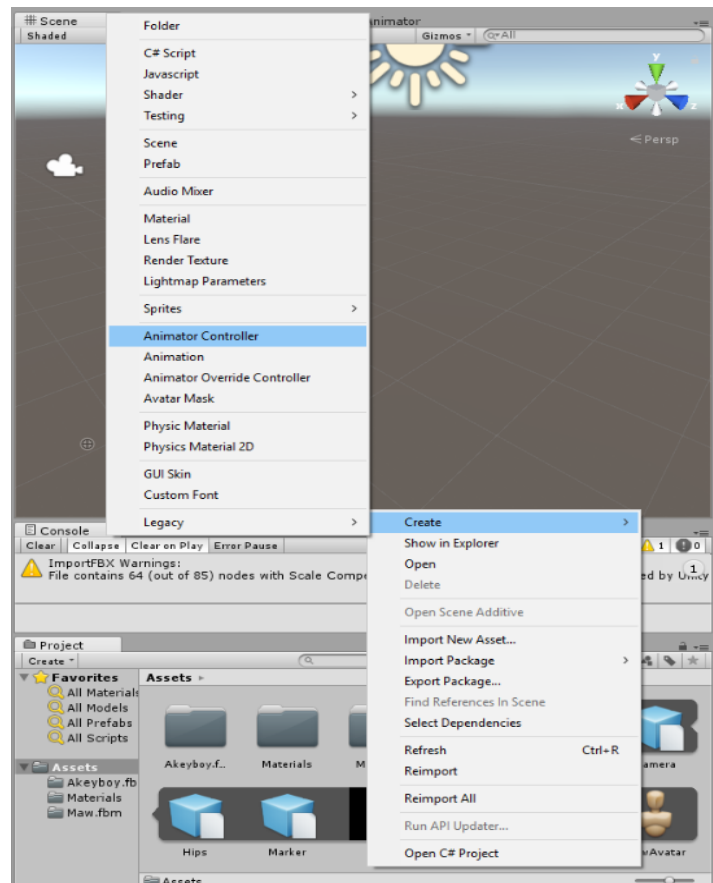 Scene
Animator
Shaded
Gizmos
All
y
x
z
Persp
Folder
C# Script
Javascript
Shader
Testing
Scene
Prefab
Audio Mixer
Material
Lens Flare
Render Texture
Lightmap Parameters
Sprites
Animator Controller
Animation
Animator Override Controller
Avatar Mask
Physic Material
Physics Material 2D
GUI Skin
Custom Font
Legacy
Create
Show in Explorer
Open
Delete
Open Scene Additive
Import New Asset...
Import Package
Export Package...
Find References In Scene
Select Dependencies
Refresh Ctrl+R
Reimport
Reimport All
Run API Updater...
Open C# Project
Console
Clear Collapse Clear on Play Error Pause 1 0
ImportFBX Warnings:
File contains 64 (out of 85) nodes with Scale Compe
ed by Unity
1
Project
Create
Favorites
All Materials
All Models
All Prefabs
All Scripts
Assets
Akeyboy.fb
Materials
Maw.fbm
Assets
Akeyboy.f.. Materials M amera
Hips Marker vAvatar
Assets